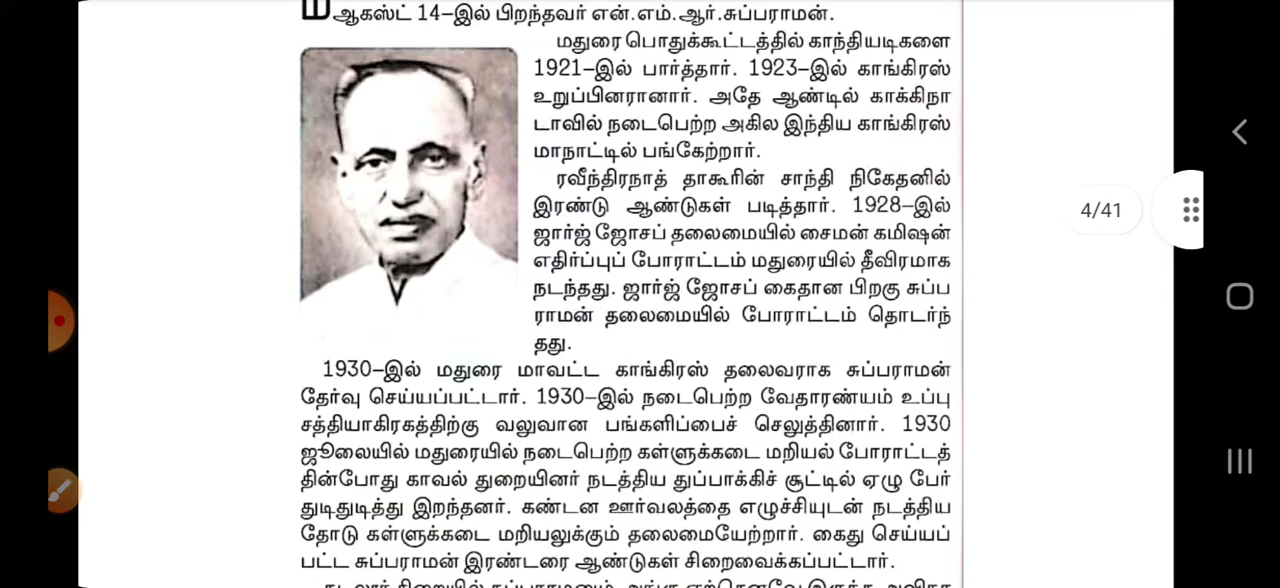 ஆகஸ்ட் 14–இல் பிறந்தவர் என்.எம்.ஆர்.சுப்பராமன்.
மதுரை பொதுக்கூட்டத்தில் காந்தியடிகளை
1921–இல் பார்த்தார். 1923–இல் காங்கிரஸ்
உறுப்பினரானார். அதே ஆண்டில் காக்கிநா
டாவில் நடைபெற்ற அகில இந்திய காங்கிரஸ்
மாநாட்டில் பங்கேற்றார்.
ரவீந்திரநாத் தாகூரின் சாந்தி நிகேதனில்
இரண்டு ஆண்டுகள் படித்தார். 1928–இல்
ஜார்ஜ் ஜோசப் தலைமையில் சைமன் கமிஷன்
எதிர்ப்புப் போராட்டம் மதுரையில் தீவிரமாக
நடந்தது. ஜார்ஜ் ஜோசப் கைதான பிறகு சுப்ப
ராமன் தலைமையில் போராட்டம் தொடர்ந்
தது.
1930–இல் மதுரை மாவட்ட காங்கிரஸ் தலைவராக சுப்பராமன்
தேர்வு செய்யப்பட்டார். 1930–இல் நடைபெற்ற வேதாரண்யம் உப்பு
சத்தியாகிரகத்திற்கு வலுவான பங்களிப்பைச் செலுத்தினார். 1930
ஜூலையில் மதுரையில் நடைபெற்ற கள்ளுக்கடை மறியல் போராட்டத்
தின்போது காவல் துறையினர் நடத்திய துப்பாக்கிச் சூட்டில் ஏழு பேர்
துடிதுடித்து இறந்தனர். கண்டன ஊர்வலத்தை எழுச்சியுடன் நடத்திய
தோடு கள்ளுக்கடை மறியலுக்கும் தலைமையேற்றார். கைது செய்யப்
பட்ட சுப்பராமன் இரண்டரை ஆண்டுகள் சிறைவைக்கப்பட்டார்.
4/41